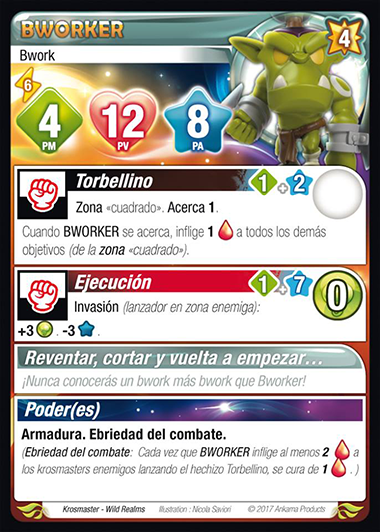 BWORKER
4
Bwork
6
4
PM
12
PV
8
PA
Torbellino
1 + 2
Zona «cuadrado». Acerca 1.
Cuando BWORKER se acerca, inflige 1 a todos los demás
objetivos (de la zona «cuadrado»).
Ejecución
1 + 7
0
Invasión (lanzador en zona enemiga):
+3 . -3 .
Reventar, cortar y vuelta a empezar…
¡Nunca conocerás un bwork más bwork que Bworker!
Poder(es)
Armadura. Ebriedad del combate.
(Ebriedad del combate: Cada vez que BWORKER inflige al menos 2 a
los krosmasters enemigos lanzando el hechizo Torbellino, se cura de 1 . )
Krosmaster - Wild Realms Illustration : Nicola Saviori © 2017 Ankama Products